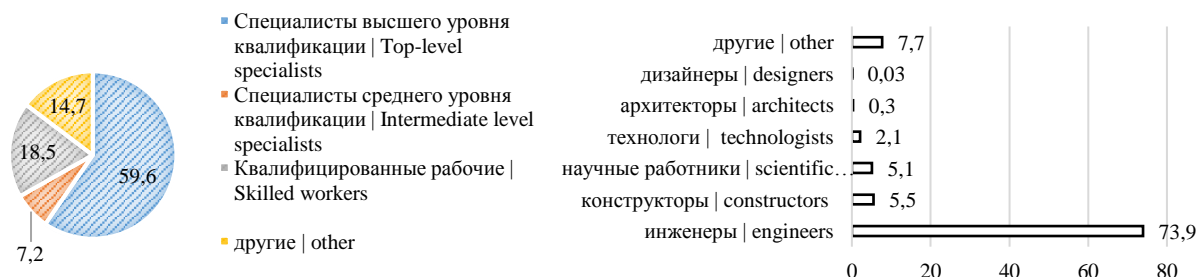 Специалисты высшего уровня
квалификации | Top-level
specialists
Специалисты среднего уровня
квалификации | Intermediate level
specialists
Квалифицированные рабочие |
Skilled workers
другие | other
14,7
18,5
59,6
7,2
другие | other 7,7
дизайнеры | designers 0,03
архитекторы | architects 0,3
технологи | technologists 2,1
научные работники | scientific… 5,1
конструкторы | constructors 5,5
инженеры | engineers 73,9
0 20 40 60 80